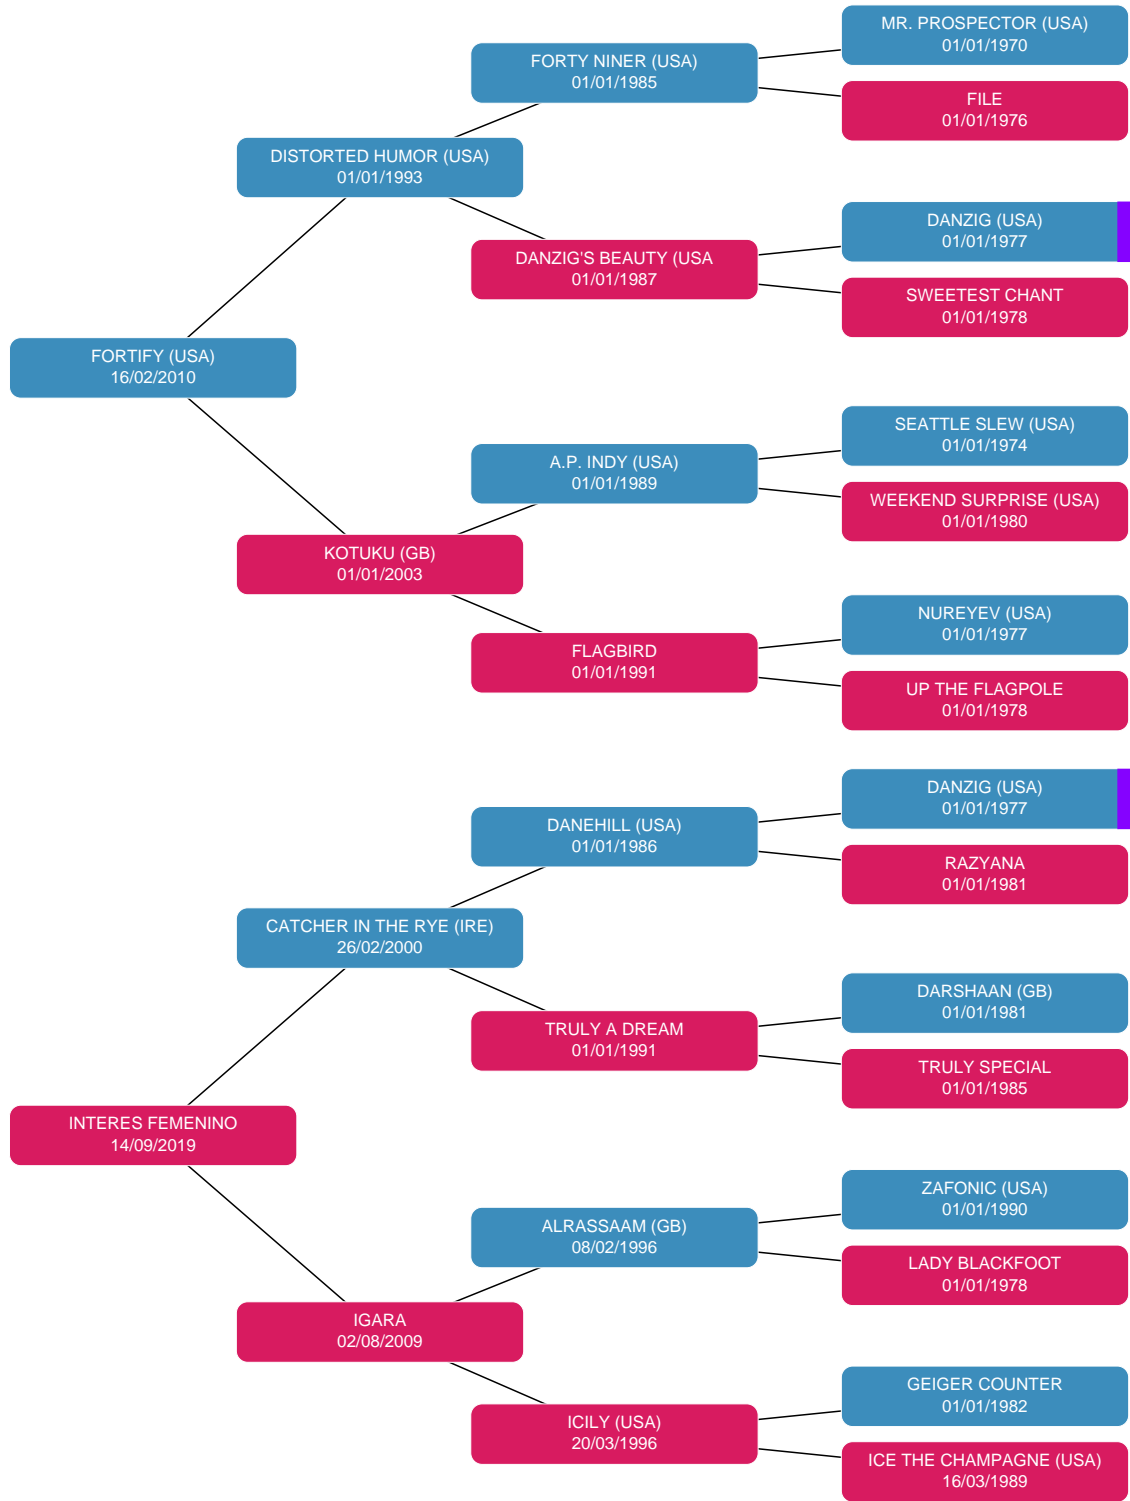 MR. PROSPECTOR (USA)
01/01/1970
FORTY NINER (USA)
01/01/1985
FILE
01/01/1976
DISTORTED HUMOR (USA)
01/01/1993
DANZIG (USA)
01/01/1977
DANZIG'S BEAUTY (USA
01/01/1987
SWEETEST CHANT
01/01/1978
FORTIFY (USA)
16/02/2010
SEATTLE SLEW (USA)
01/01/1974
A.P. INDY (USA)
01/01/1989
WEEKEND SURPRISE (USA)
01/01/1980
KOTUKU (GB)
01/01/2003
NUREYEV (USA)
01/01/1977
FLAGBIRD
01/01/1991
UP THE FLAGPOLE
01/01/1978
DANZIG (USA)
01/01/1977
DANEHILL (USA)
01/01/1986
RAZYANA
01/01/1981
CATCHER IN THE RYE (IRE)
26/02/2000
DARSHAAN (GB)
01/01/1981
TRULY A DREAM
01/01/1991
TRULY SPECIAL
01/01/1985
INTERES FEMENINO
14/09/2019
ZAFONIC (USA)
01/01/1990
ALRASSAAM (GB)
08/02/1996
LADY BLACKFOOT
01/01/1978
IGARA
02/08/2009
GEIGER COUNTER
01/01/1982
ICILY (USA)
20/03/1996
ICE THE CHAMPAGNE (USA)
16/03/1989